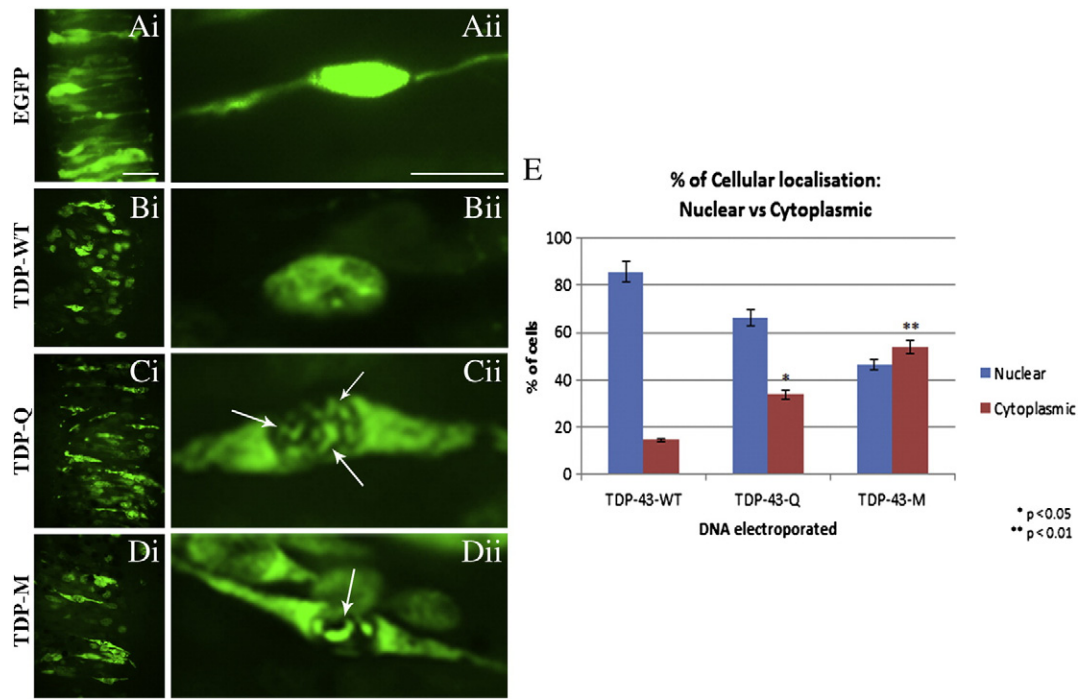 EGFP
Ai
Aii
TDP-WT
Bi
Bii
TDP-Q
Ci
Cii
TDP-M
Di
Dii
E
% of Cellular localisation:
Nuclear vs Cytoplasmic
% of cells
100
80
60
40
20
0
*
**
TDP-43-WT
TDP-43-Q
TDP-43-M
DNA electroporated
Nuclear
Cytoplasmic
* p<0.05
** p<0.01